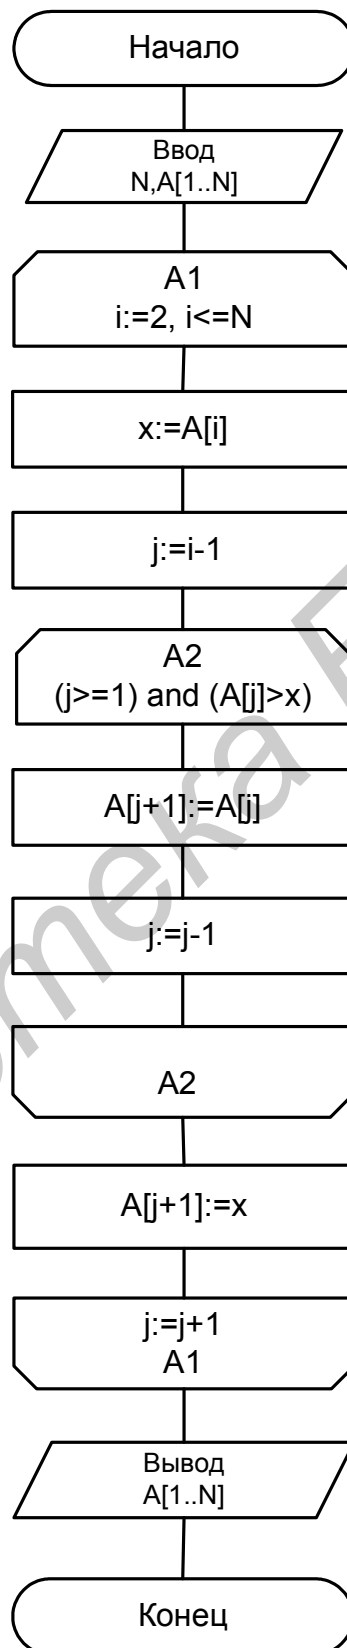 Начало
Ввод
N,A[1..N]
A1
i:=2, i<=N
x:=A[i]
j:=i-1
A2
(j>=1) and (A[j]>x)
A[j+1]:=A[j]
j:=j-1
A2
A[j+1]:=x
j:=j+1
A1
Вывод
A[1..N]
Конец